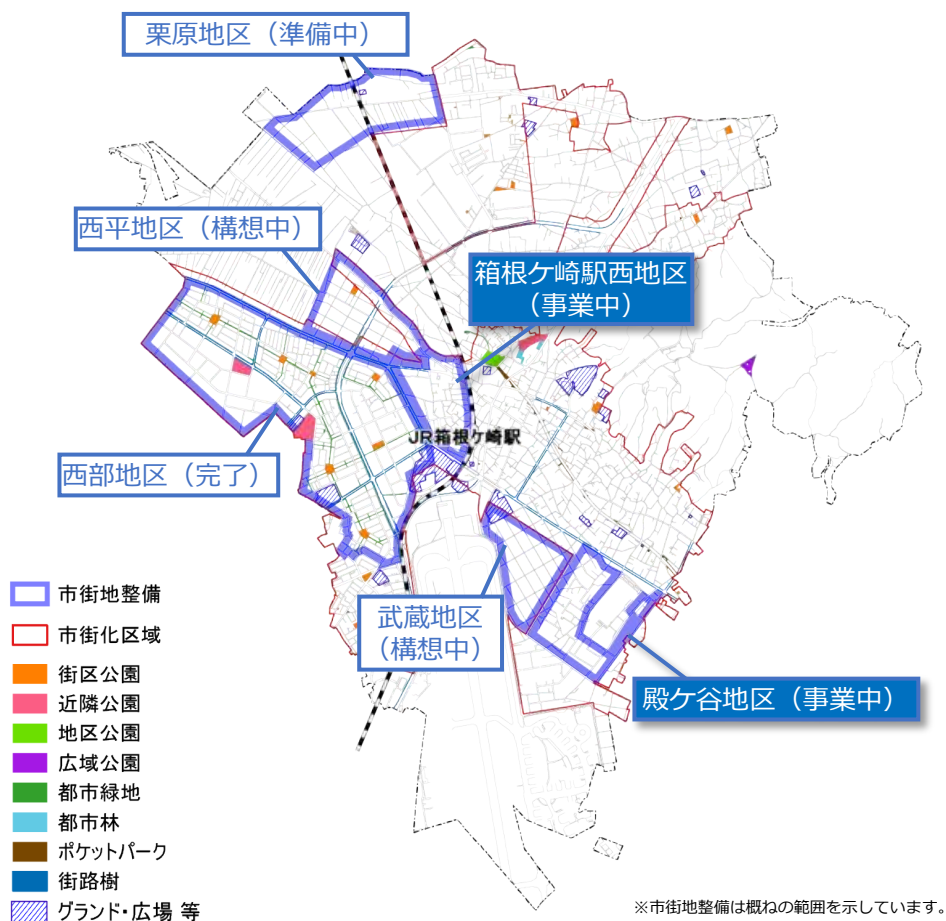 栗原地区（準備中）
西平地区（構想中）
箱根ケ崎駅西地区
（事業中）
JR箱根ケ崎駅
西部地区（完了）
武蔵地区
（構想中）
殿ケ谷地区（事業中）
市街地整備
市街化区域
街区公園
近隣公園
地区公園
広域公園
都市緑地
都市林
ポケットパーク
街路樹
グランド・広場 等
※市街地整備は概ねの範囲を示しています。